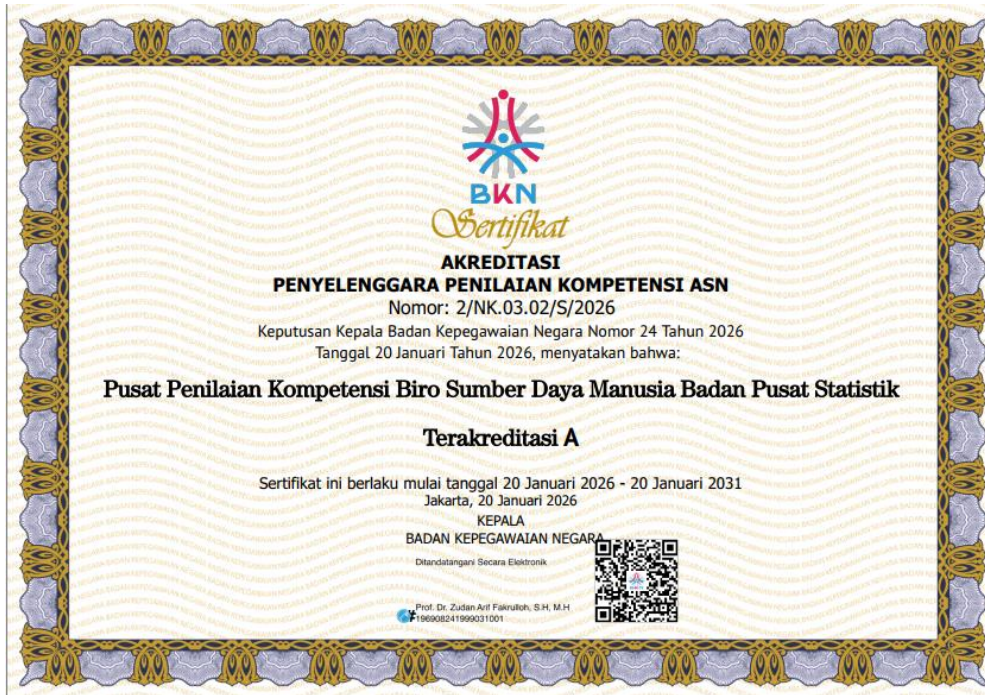 BKN
Sertifikat
AKREDITASI
PENYELENGGARA PENILAIAN KOMPETENSI ASN
Nomor: 2/NK.03.02/S/2026
Keputusan Kepala Badan Kepegawaian Negara Nomor 24 Tahun 2026
Tanggal 20 Januari Tahun 2026, menyatakan bahwa:
Pusat Penilaian Kompetensi Biro Sumber Daya Manusia Badan Pusat Statistik
Terakreditasi A
Sertifikat ini berlaku mulai tanggal 20 Januari 2026 - 20 Januari 2031
Jakarta, 20 Januari 2026
KEPALA
BADAN KEPEGAWAIAN NEGARA
Ditandatangani Secara Elektronik
Prof. Dr. Zudan Arif Fakrulloh, S.H, M.H
196908241999031001